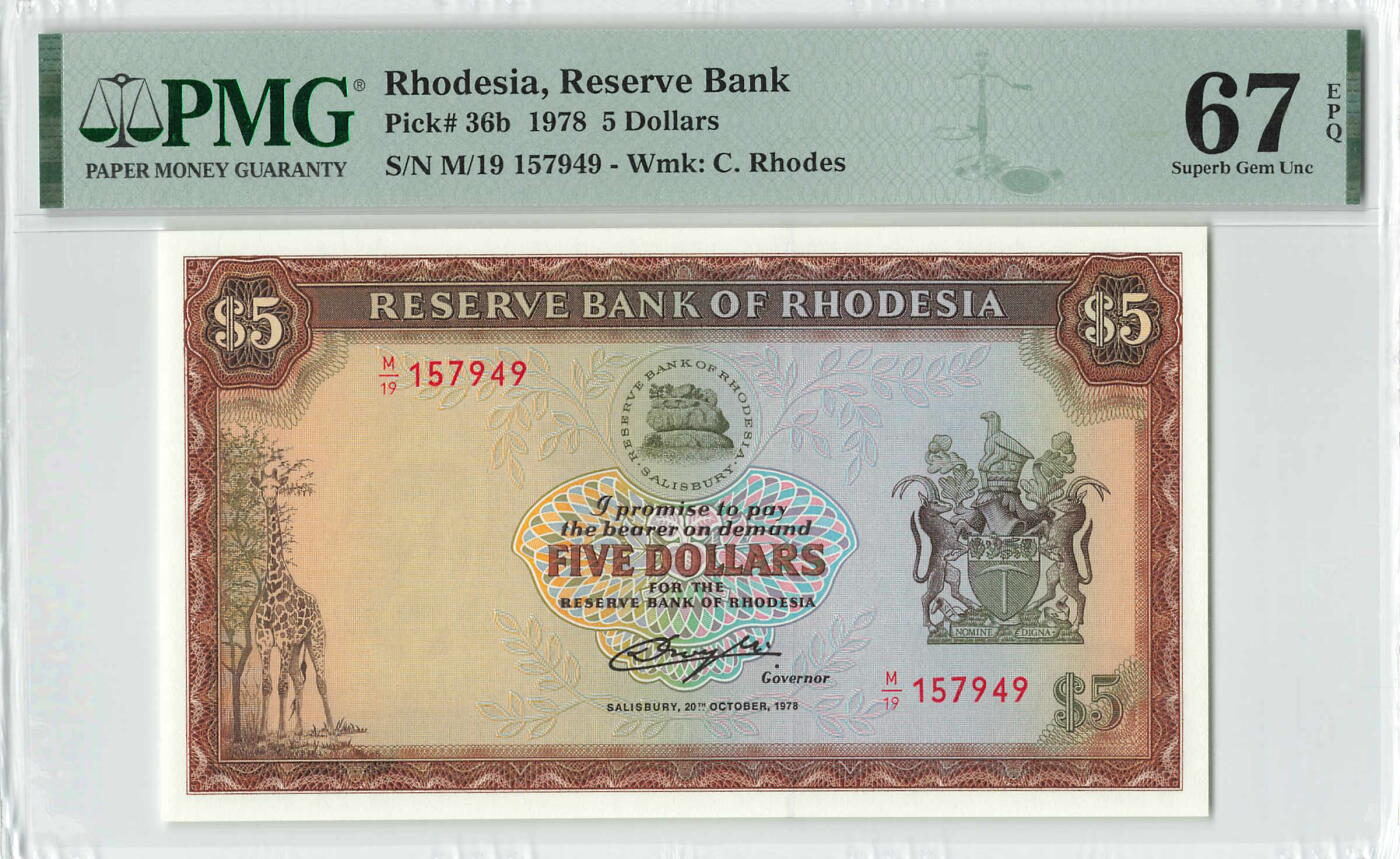 PMG®
PAPER MONEY GUARANTY
Rhodesia, Reserve Bank
Pick# 36b 1978 5 Dollars
S/N M/19 157949 - Wmk: C. Rhodes
67
EPQ
Superb Gem Unc
$5
RESERVE BANK OF RHODESIA
$5
M/19 157949
RESERVE BANK OF RHODESIA
· SALISBURY ·
I promise to pay
the bearer on demand
FIVE DOLLARS
FOR THE
RESERVE BANK OF RHODESIA
Governor
SALISBURY, 20TH OCTOBER, 1978
NOMINE DIGNA
M/19 157949
$5